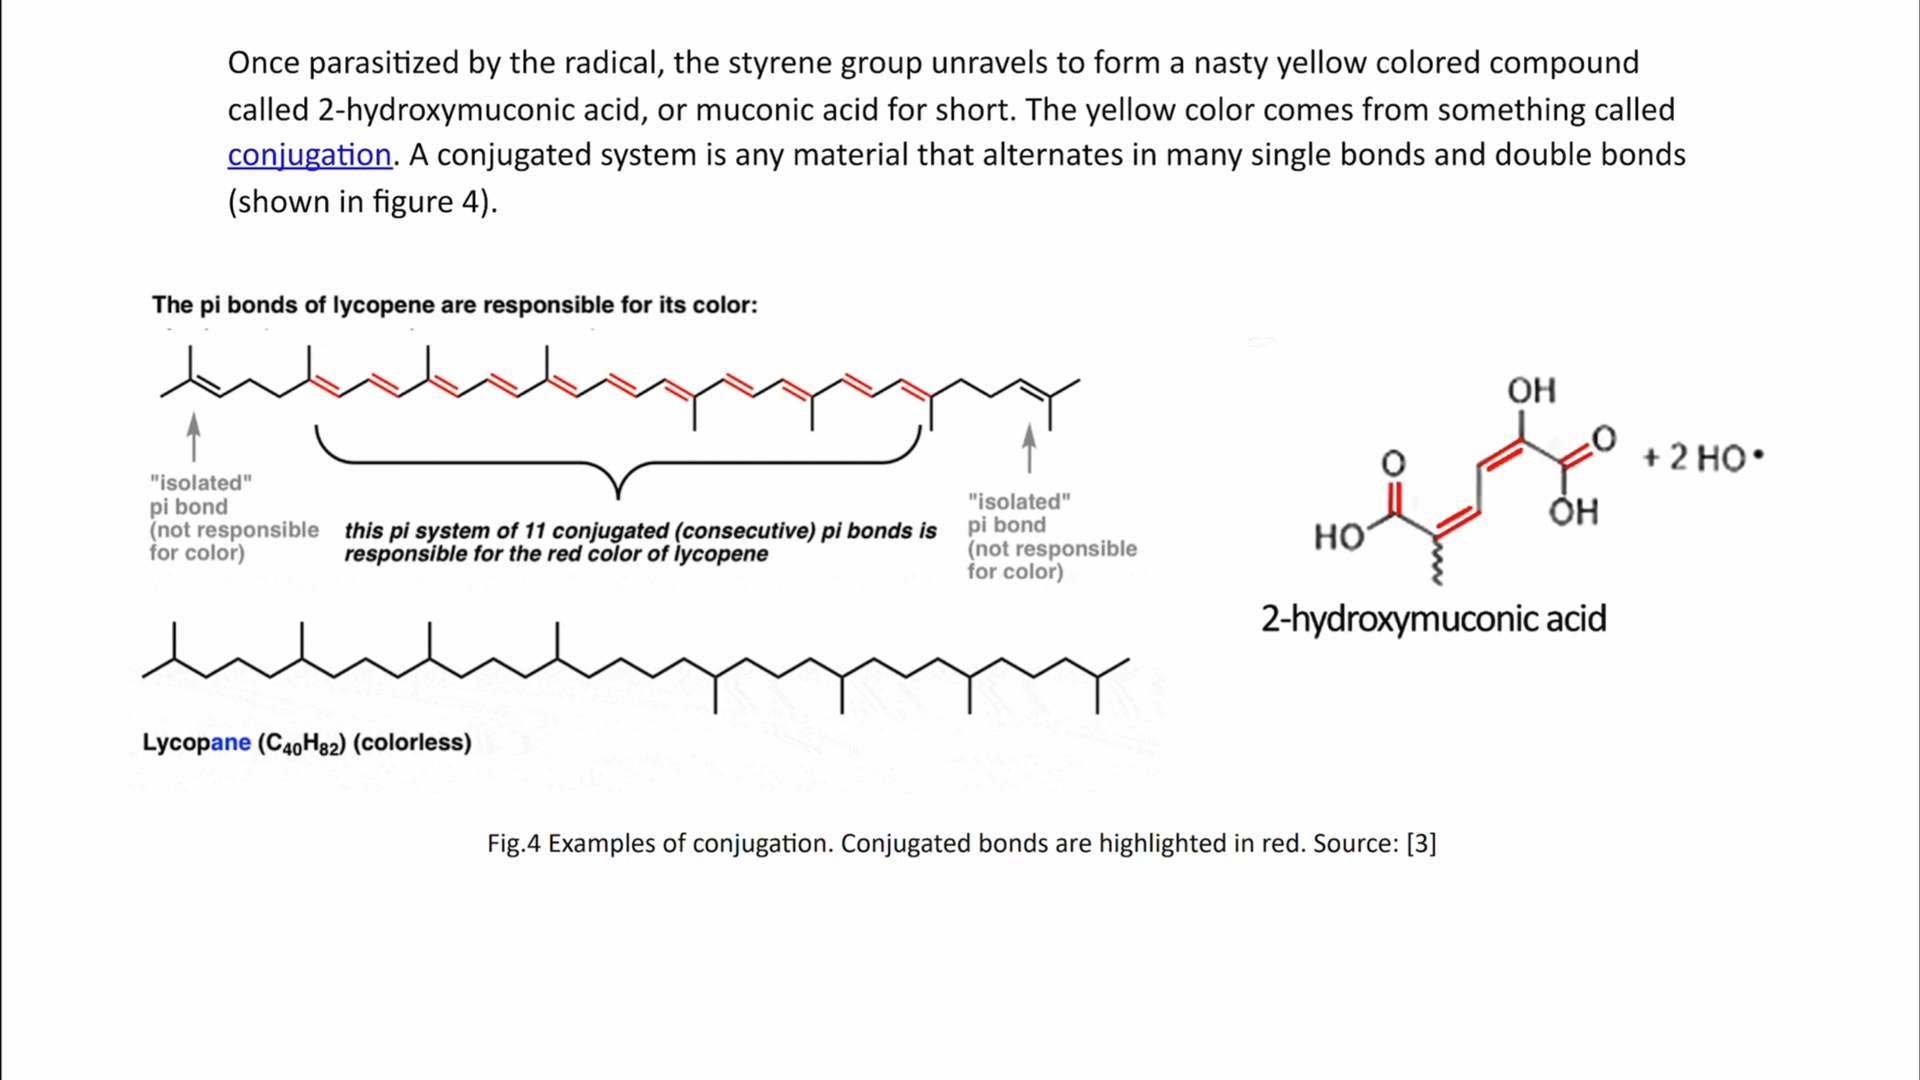 Once parasitized by the radical, the styrene group unravels to form a nasty yellow colored compound
called 2-hydroxymuconic acid, or muconic acid for short. The yellow color comes from something called
conjugation. A conjugated system is any material that alternates in many single bonds and double bonds
(shown in figure 4).
The pi bonds of lycopene are responsible for its color:
"isolated"
pi bond
(not responsible
for color)
this pi system of 11 conjugated (consecutive) pi bonds is
responsible for the red color of lycopene
"isolated"
pi bond
(not responsible
for color)
Lycopane (C₄₀H₈₂) (colorless)
OH
O
O
+ 2 HO•
HO
OH
2-hydroxymuconic acid
Fig.4 Examples of conjugation. Conjugated bonds are highlighted in red. Source: [3]